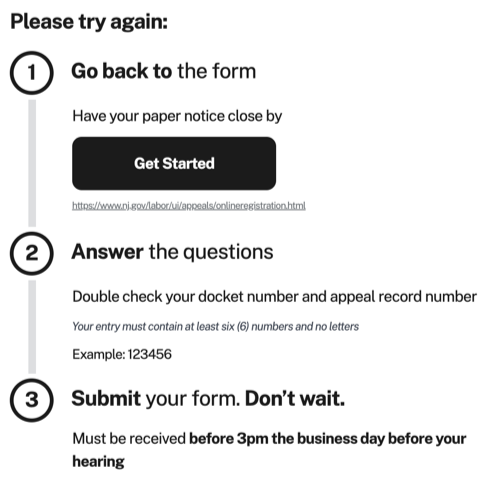 Please try again:
1
Go back to the form
Have your paper notice close by
Get Started
https://www.nj.gov/labor/ui/appeals/onlineregistration.html
2
Answer the questions
Double check your docket number and appeal record number
Your entry must contain at least six (6) numbers and no letters
Example: 123456
3
Submit your form. Don't wait.
Must be received before 3pm the business day before your
hearing